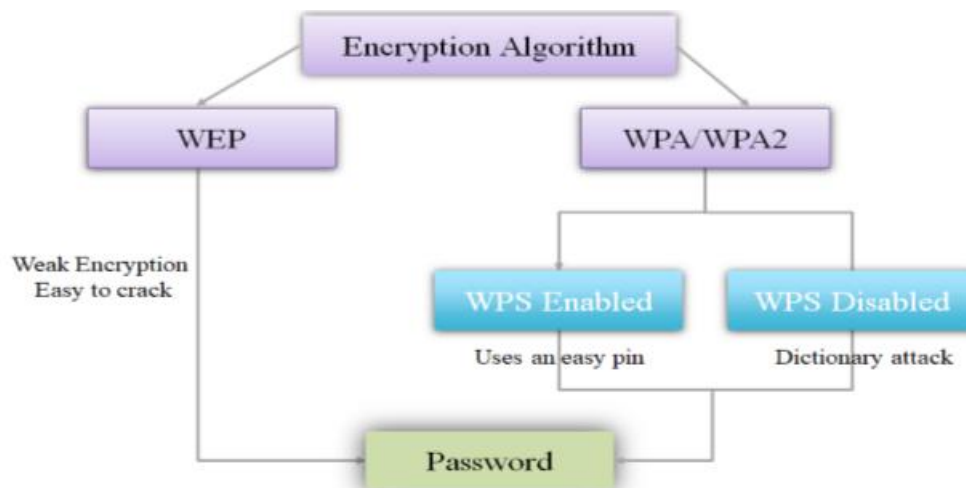 Encryption Algorithm
WEP
WPA/WPA2
Weak Encryption
Easy to crack
WPS Enabled
WPS Disabled
Uses an easy pin
Dictionary attack
Password